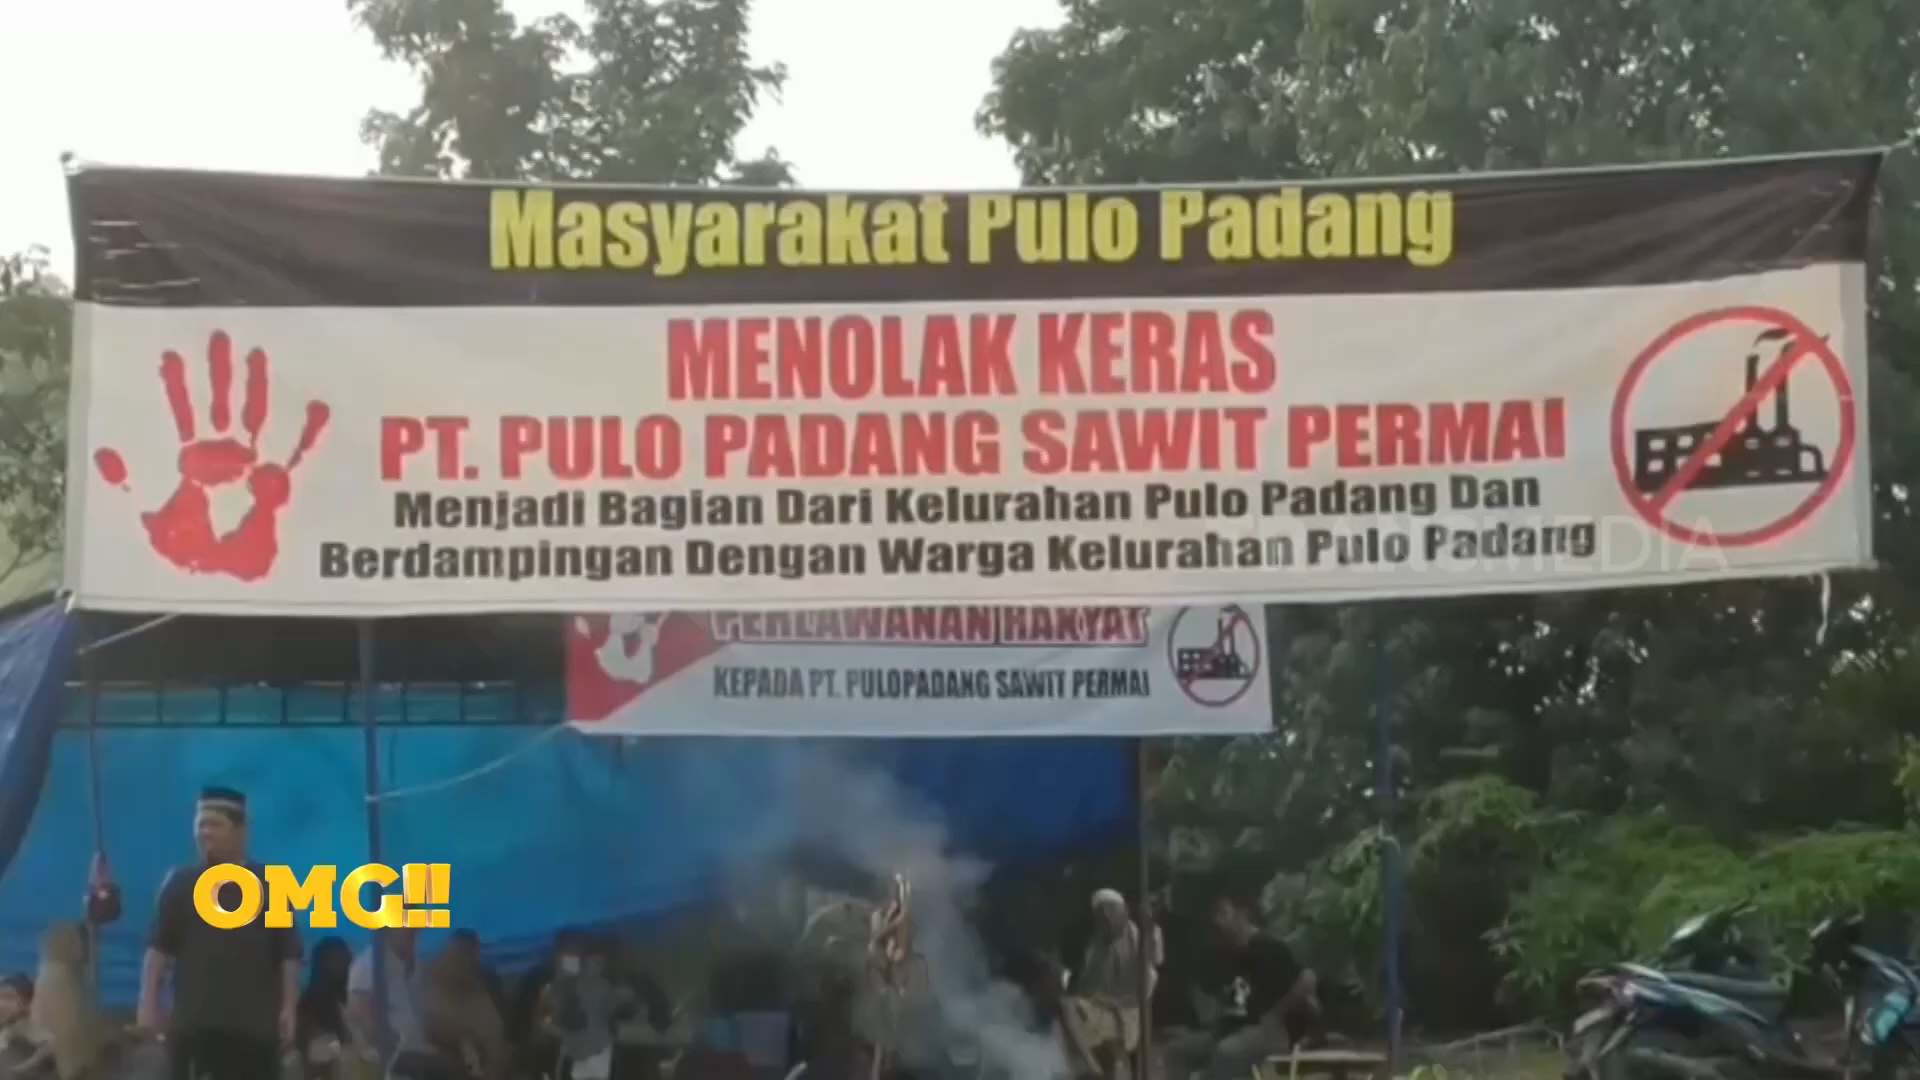 Masyarakat Pulo Padang
MENOLAK KERAS
PT. PULO PADANG SAWIT PERMAI
Menjadi Bagian Dari Kelurahan Pulo Padang Dan
Berdampingan Dengan Warga Kelurahan Pulo Padang
TRANSMEDIA
PERLAWANAN RAKYAT
KEPADA PT. PULOPADANG SAWIT PERMAI
OMG!!